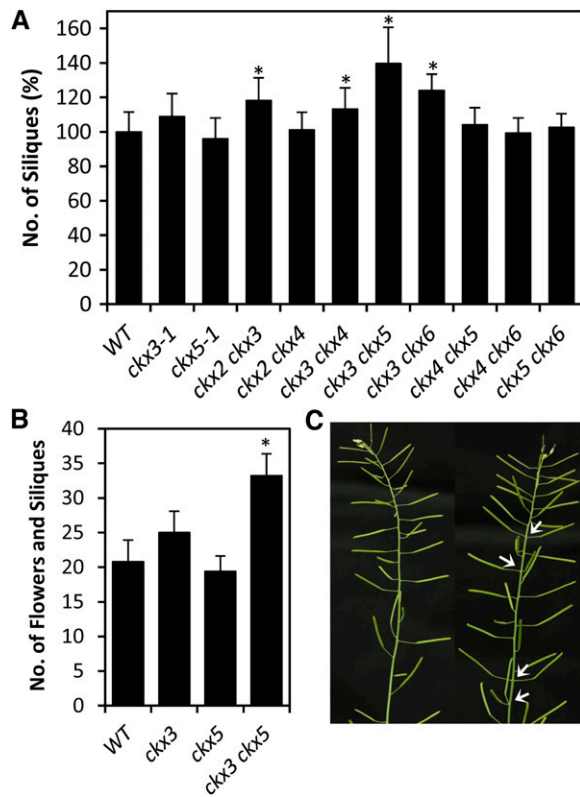 A
No. of Siliques (%)
160
140
120
100
80
60
40
20
0
*
*
*
*
WT
ckx3-1
ckx5-1
ckx2 ckx3
ckx2 ckx4
ckx3 ckx4
ckx3 ckx5
ckx3 ckx6
ckx4 ckx5
ckx4 ckx6
ckx5 ckx6
B
No. of Flowers and Siliques
40
35
30
25
20
15
10
5
0
*
WT
ckx3
ckx5
ckx3 ckx5
C